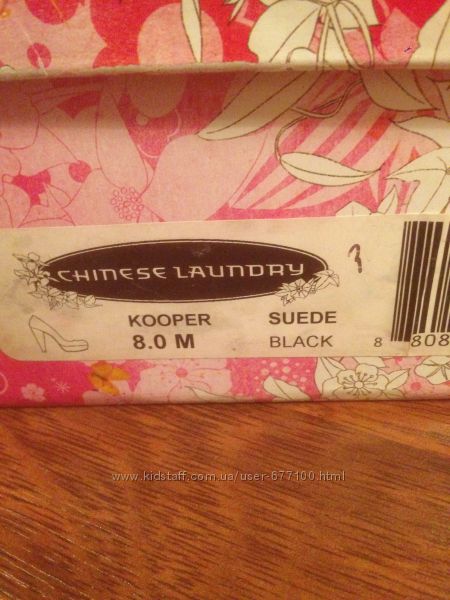 CHINESE LAUNDRY
KOOPER SUEDE
8.0 M BLACK
8 808
www.kidstaff.com.ua/user-677100.html